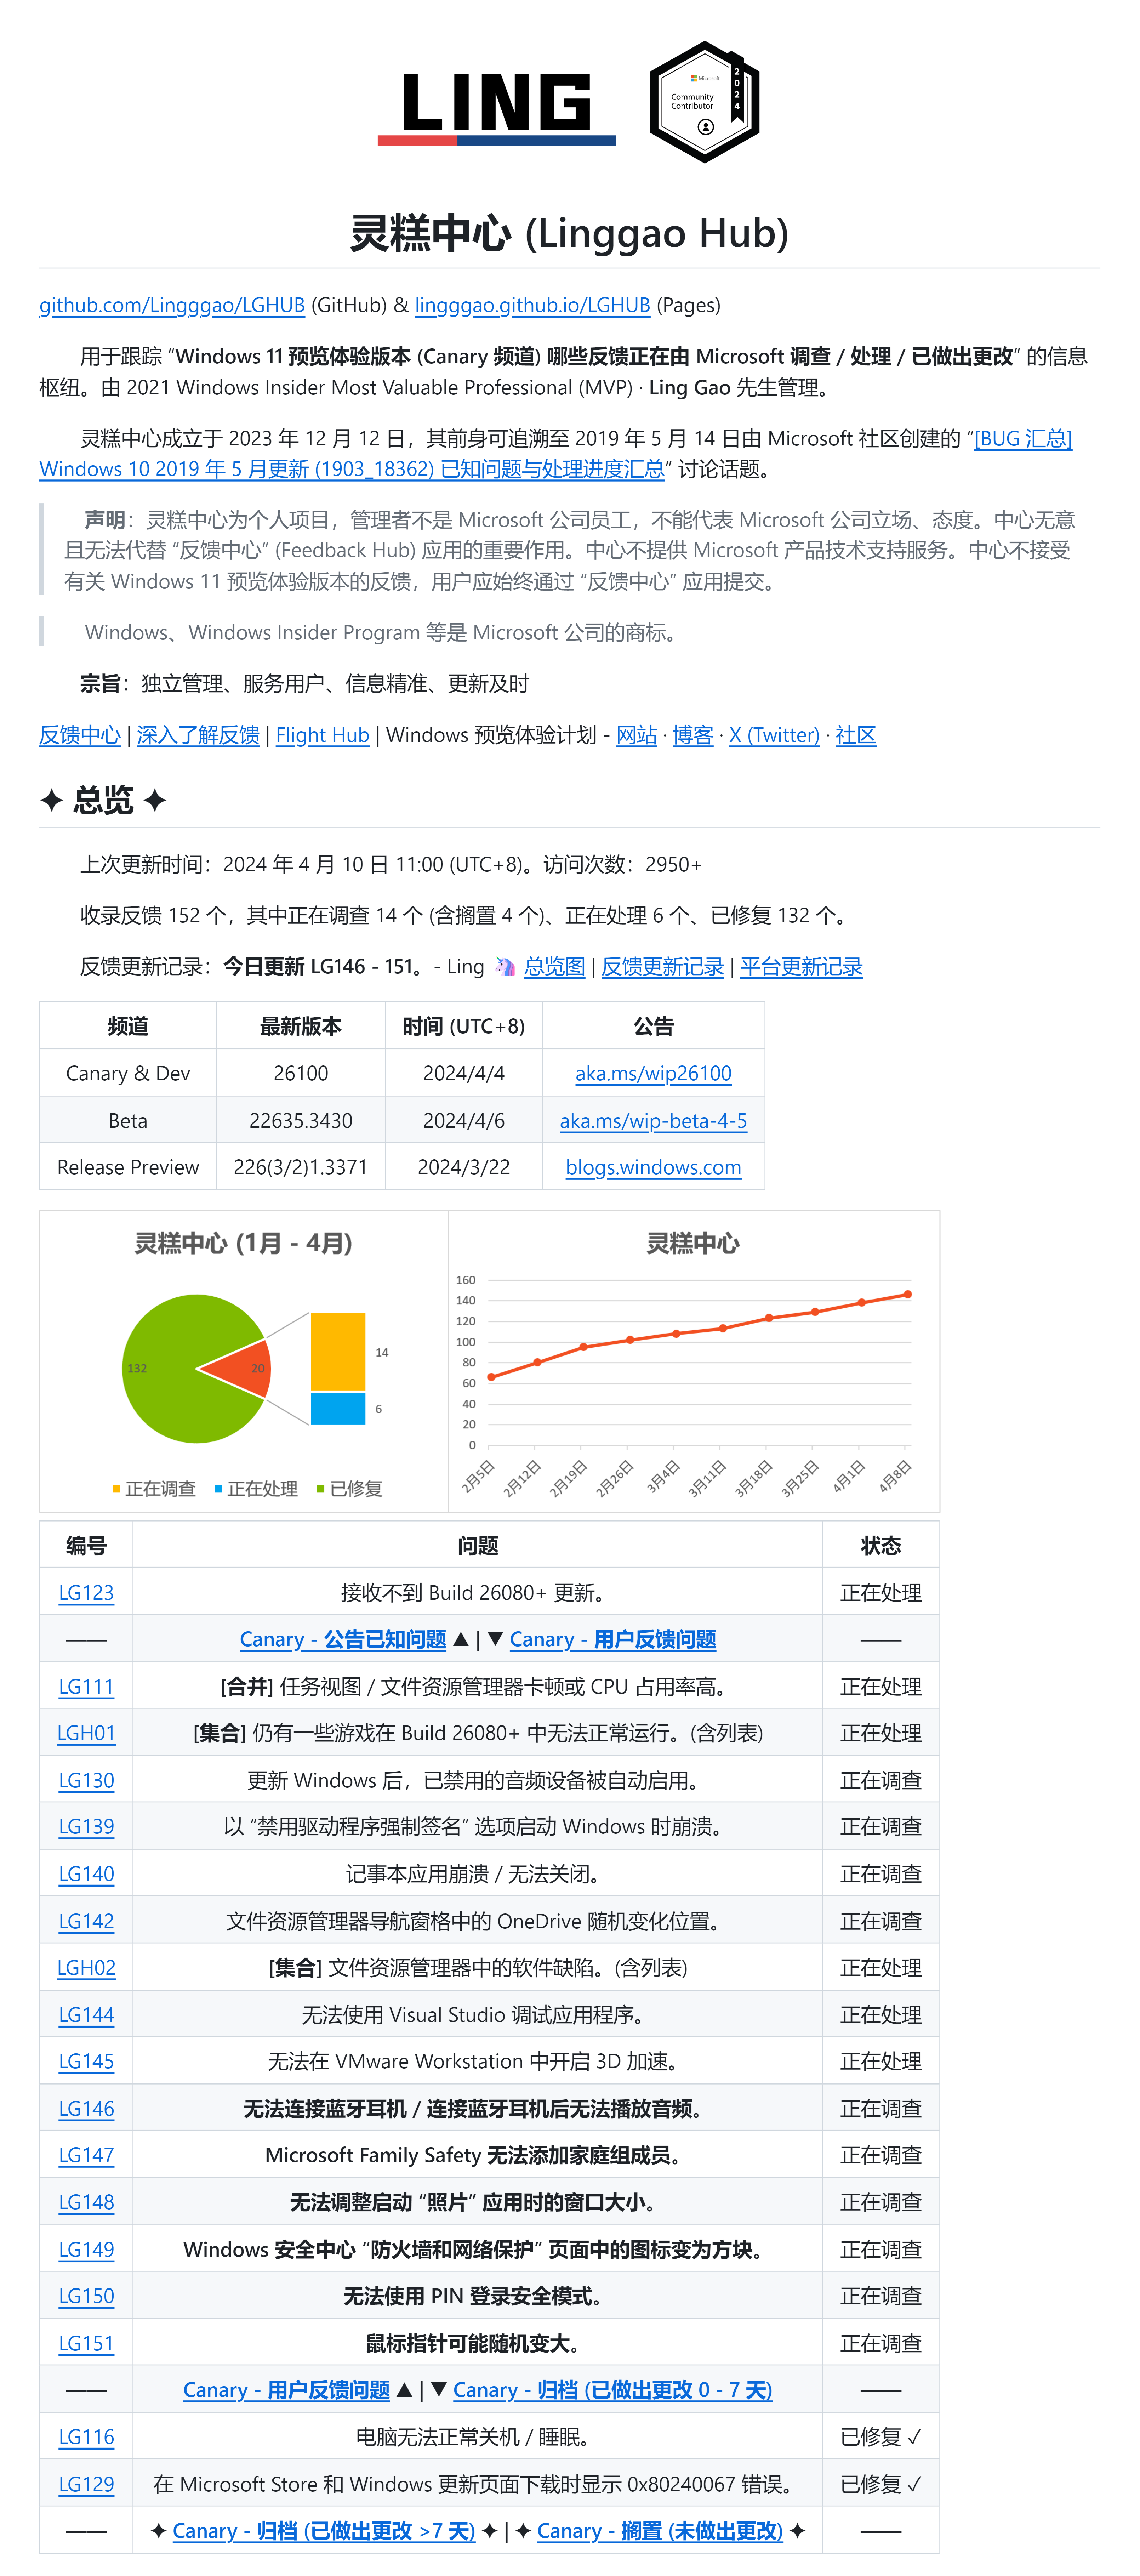 LING
Microsoft
Community
Contributor
2024
灵糕中心 (Linggao Hub)
github.com/Lingggao/LGHUB (GitHub) & lingggao.github.io/LGHUB (Pages)
用于跟踪 “Windows 11 预览体验版本 (Canary 频道) 哪些反馈正在由 Microsoft 调查 / 处理 / 已做出更改” 的信息
枢纽。由 2021 Windows Insider Most Valuable Professional (MVP) · Ling Gao 先生管理。
灵糕中心成立于 2023 年 12 月 12 日，其前身可追溯至 2019 年 5 月 14 日由 Microsoft 社区创建的 “[BUG 汇总]
Windows 10 2019 年 5 月更新 (1903_18362) 已知问题与处理进度汇总” 讨论话题。
声明：灵糕中心为个人项目，管理者不是 Microsoft 公司员工，不能代表 Microsoft 公司立场、态度。中心无意
且无法代替 “反馈中心” (Feedback Hub) 应用的重要作用。中心不提供 Microsoft 产品技术支持服务。中心不接受
有关 Windows 11 预览体验版本的反馈，用户应始终通过 “反馈中心” 应用提交。
Windows、Windows Insider Program 等是 Microsoft 公司的商标。
宗旨：独立管理、服务用户、信息精准、更新及时
反馈中心 | 深入了解反馈 | Flight Hub | Windows 预览体验计划 - 网站 · 博客 · X (Twitter) · 社区
✦ 总览 ✦
上次更新时间：2024 年 4 月 10 日 11:00 (UTC+8)。访问次数：2950+
收录反馈 152 个，其中正在调查 14 个 (含搁置 4 个)、正在处理 6 个、已修复 132 个。
反馈更新记录：今日更新 LG146 - 151。- Ling 🦄 总览图 | 反馈更新记录 | 平台更新记录
频道 最新版本 时间 (UTC+8) 公告
Canary & Dev 26100 2024/4/4 aka.ms/wip26100
Beta 22635.3430 2024/4/6 aka.ms/wip-beta-4-5
Release Preview 226(3/2)1.3371 2024/3/22 blogs.windows.com
灵糕中心 (1月 - 4月)
132
20
14
6
正在调查 正在处理 已修复
灵糕中心
160
140
120
100
80
60
40
20
0
2月5日 2月12日 2月19日 2月26日 3月4日 3月11日 3月18日 3月25日 4月1日 4月8日
编号 问题 状态
LG123 接收不到 Build 26080+ 更新。 正在处理
—— Canary - 公告已知问题 ▲ | ▼ Canary - 用户反馈问题 ——
LG111 [合并] 任务视图 / 文件资源管理器卡顿或 CPU 占用率高。 正在处理
LGH01 [集合] 仍有一些游戏在 Build 26080+ 中无法正常运行。(含列表) 正在处理
LG130 更新 Windows 后，已禁用的音频设备被自动启用。 正在调查
LG139 以 “禁用驱动程序强制签名” 选项启动 Windows 时崩溃。 正在调查
LG140 记事本应用崩溃 / 无法关闭。 正在调查
LG142 文件资源管理器导航窗格中的 OneDrive 随机变化位置。 正在调查
LGH02 [集合] 文件资源管理器中的软件缺陷。(含列表) 正在处理
LG144 无法使用 Visual Studio 调试应用程序。 正在处理
LG145 无法在 VMware Workstation 中开启 3D 加速。 正在处理
LG146 无法连接蓝牙耳机 / 连接蓝牙耳机后无法播放音频。 正在调查
LG147 Microsoft Family Safety 无法添加家庭组成员。 正在调查
LG148 无法调整启动 “照片” 应用时的窗口大小。 正在调查
LG149 Windows 安全中心 “防火墙和网络保护” 页面中的图标变为方块。 正在调查
LG150 无法使用 PIN 登录安全模式。 正在调查
LG151 鼠标指针可能随机变大。 正在调查
—— Canary - 用户反馈问题 ▲ | ▼ Canary - 归档 (已做出更改 0 - 7 天) ——
LG116 电脑无法正常关机 / 睡眠。 已修复 ✓
LG129 在 Microsoft Store 和 Windows 更新页面下载时显示 0x80240067 错误。 已修复 ✓
—— ✦ Canary - 归档 (已做出更改 >7 天) ✦ | ✦ Canary - 搁置 (未做出更改) ✦ ——